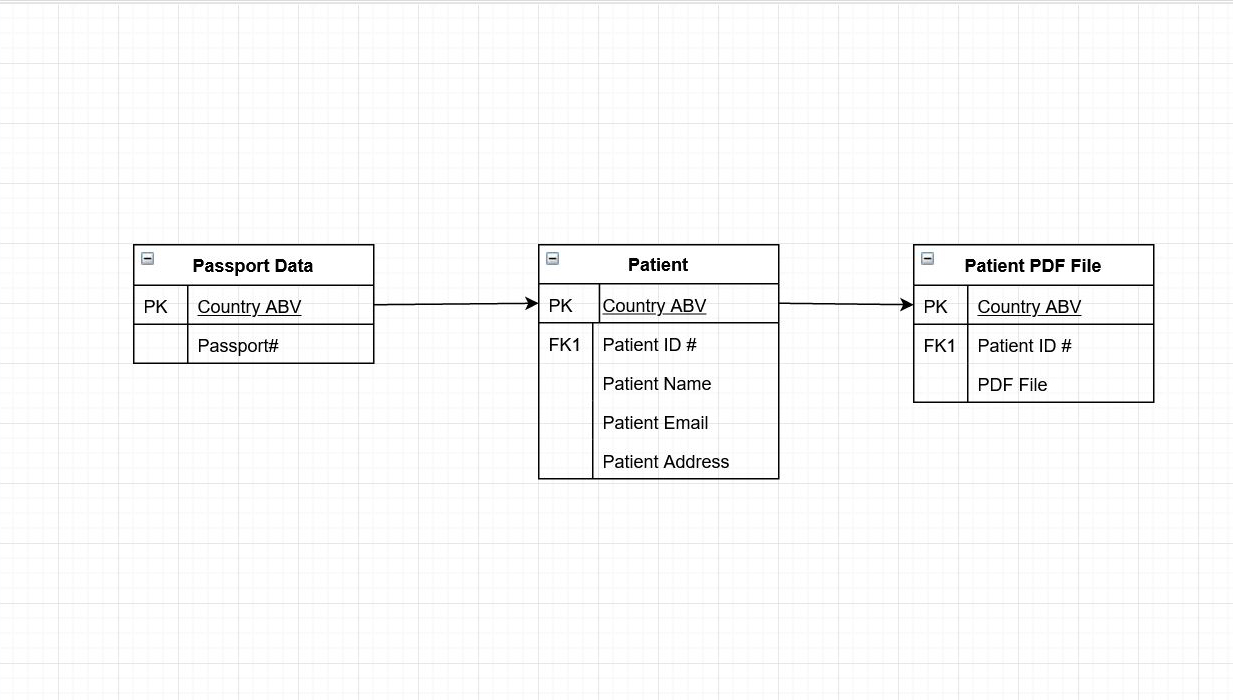 Passport Data
PK Country ABV
Passport#
Patient
PK Country ABV
FK1 Patient ID #
Patient Name
Patient Email
Patient Address
Patient PDF File
PK Country ABV
FK1 Patient ID #
PDF File